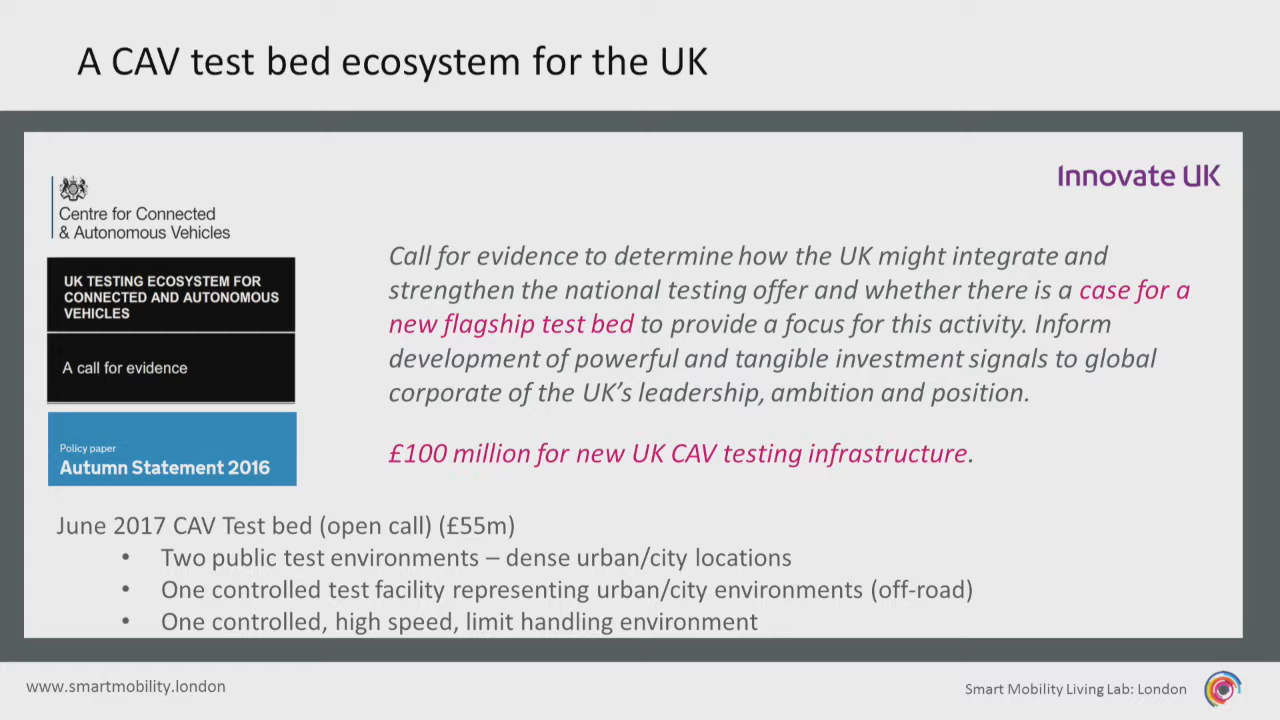 A CAV test bed ecosystem for the UK
Innovate UK
Centre for Connected
& Autonomous Vehicles
UK TESTING ECOSYSTEM FOR
CONNECTED AND AUTONOMOUS
VEHICLES
A call for evidence
Policy paper
Autumn Statement 2016
Call for evidence to determine how the UK might integrate and
strengthen the national testing offer and whether there is a case for a
new flagship test bed to provide a focus for this activity. Inform
development of powerful and tangible investment signals to global
corporate of the UK’s leadership, ambition and position.
£100 million for new UK CAV testing infrastructure.
June 2017 CAV Test bed (open call) (£55m)
• Two public test environments – dense urban/city locations
• One controlled test facility representing urban/city environments (off-road)
• One controlled, high speed, limit handling environment
www.smartmobility.london
Smart Mobility Living Lab: London